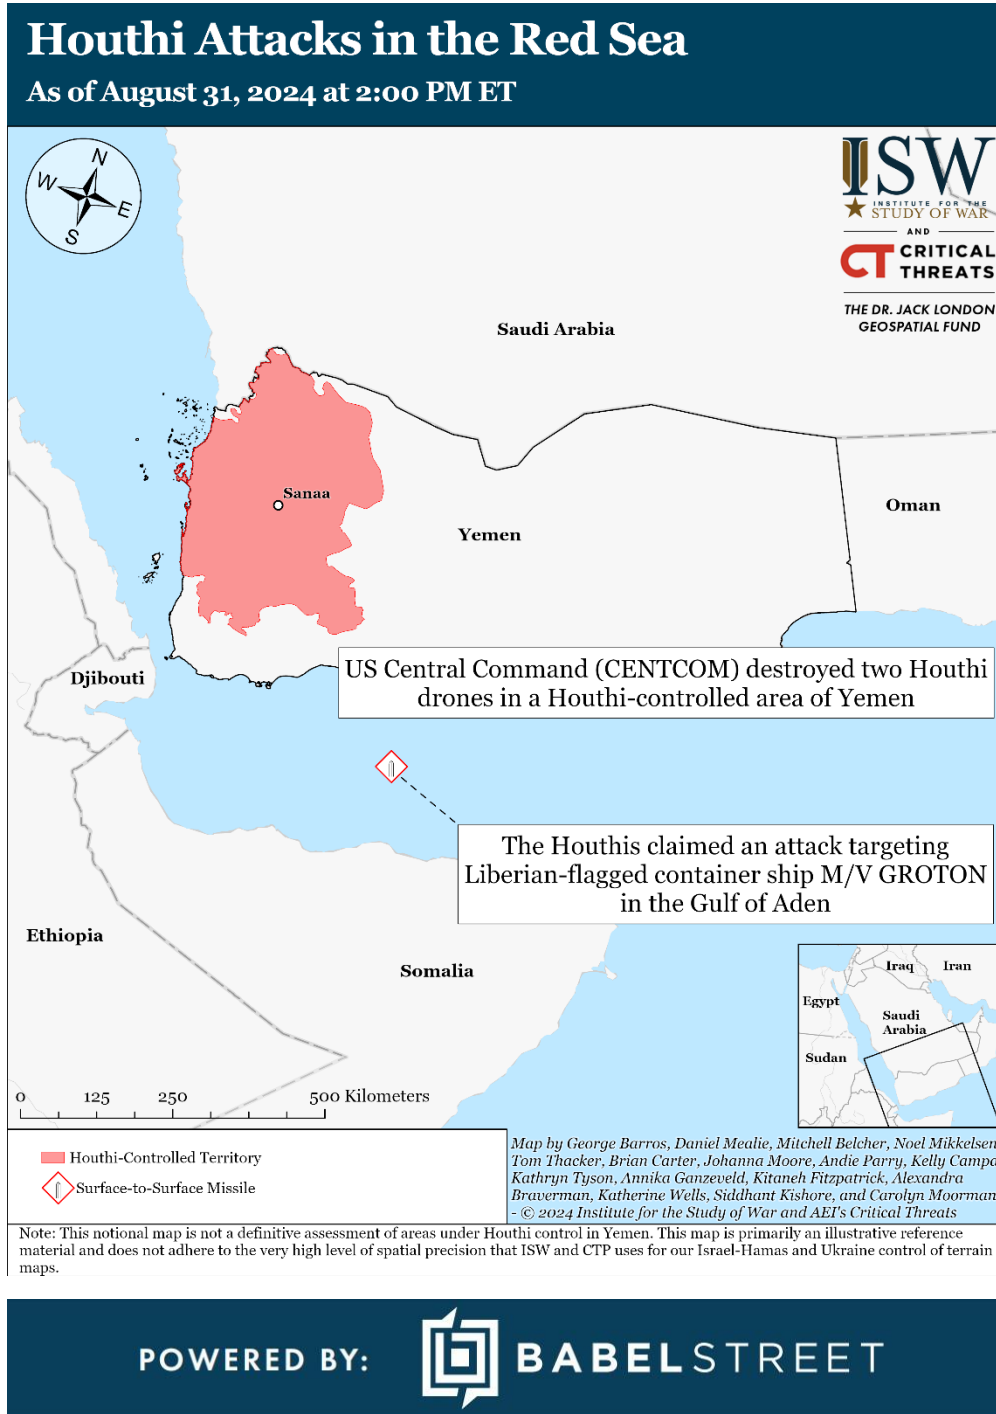 Houthi Attacks in the Red Sea
As of August 31, 2024 at 2:00 PM ET
N
W
E
S
ISW
INSTITUTE FOR THE
STUDY OF WAR
AND
CT CRITICAL
THREATS
THE DR. JACK LONDON
GEOSPATIAL FUND
Saudi Arabia
Sanaa
Yemen
Oman
US Central Command (CENTCOM) destroyed two Houthi
drones in a Houthi-controlled area of Yemen
Djibouti
The Houthis claimed an attack targeting
Liberian-flagged container ship M/V GROTON
in the Gulf of Aden
Ethiopia
Somalia
Iraq
Iran
Egypt
Saudi
Arabia
Sudan
0 125 250 500 Kilometers
Houthi-Controlled Territory
Surface-to-Surface Missile
Map by George Barros, Daniel Mealie, Mitchell Belcher, Noel Mikkelsen
Tom Thacker, Brian Carter, Johanna Moore, Andie Parry, Kelly Campa
Kathryn Tyson, Annika Ganzeveld, Kitaneh Fitzpatrick, Alexandra
Braverman, Katherine Wells, Siddhant Kishore, and Carolyn Moorman
- © 2024 Institute for the Study of War and AEI's Critical Threats
Note: This notional map is not a definitive assessment of areas under Houthi control in Yemen. This map is primarily an illustrative reference
material and does not adhere to the very high level of spatial precision that ISW and CTP uses for our Israel-Hamas and Ukraine control of terrain
maps.
POWERED BY: BABELSTREET